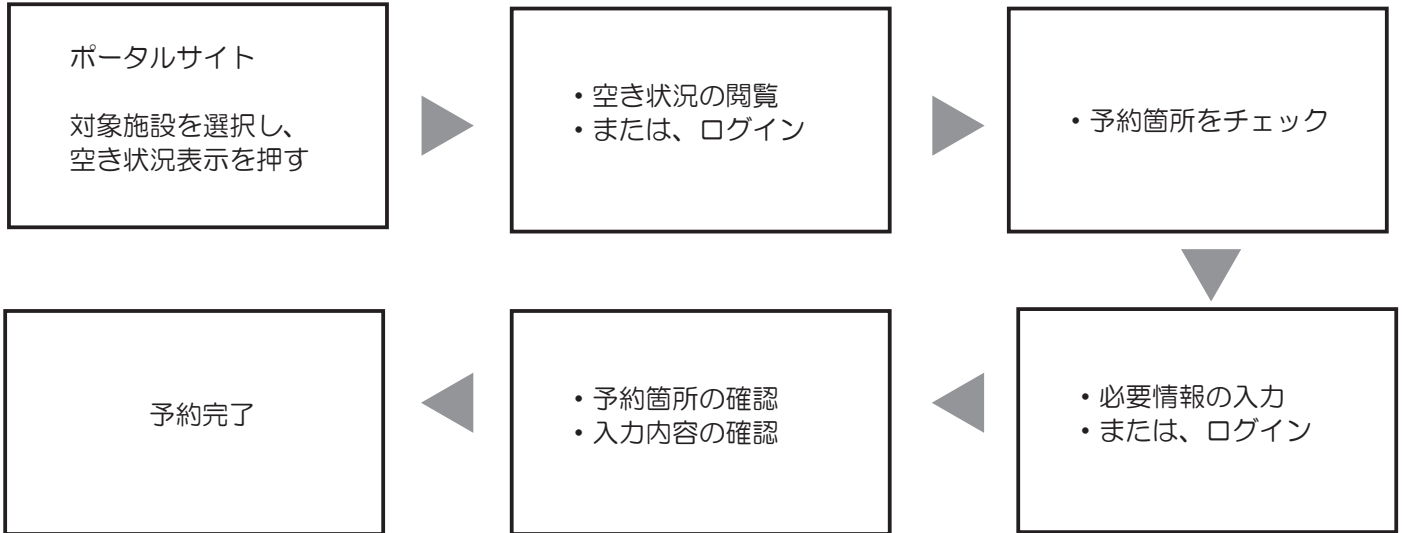 ポータルサイト
対象施設を選択し、
空き状況表示を押す
・空き状況の閲覧
・または、ログイン
・予約箇所をチェック
・必要情報の入力
・または、ログイン
・予約箇所の確認
・入力内容の確認
予約完了